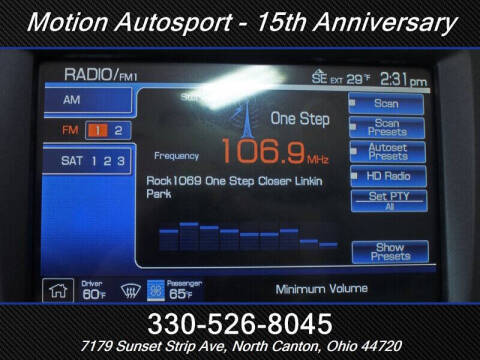 Motion Autosport - 15th Anniversary
RADIO/FM1
SE EXT 29°F 2:31pm
AM
FM 1 2
SAT 1 2 3
One Step
Frequency 106.9 MHz
Rock1069 One Step Closer Linkin
Park
Scan
Scan
Presets
Autoset
Presets
HD Radio
Set PTY
All
Show
Presets
Driver
60°F
Passenger
65°F
Minimum Volume
330-526-8045
7179 Sunset Strip Ave, North Canton, Ohio 44720